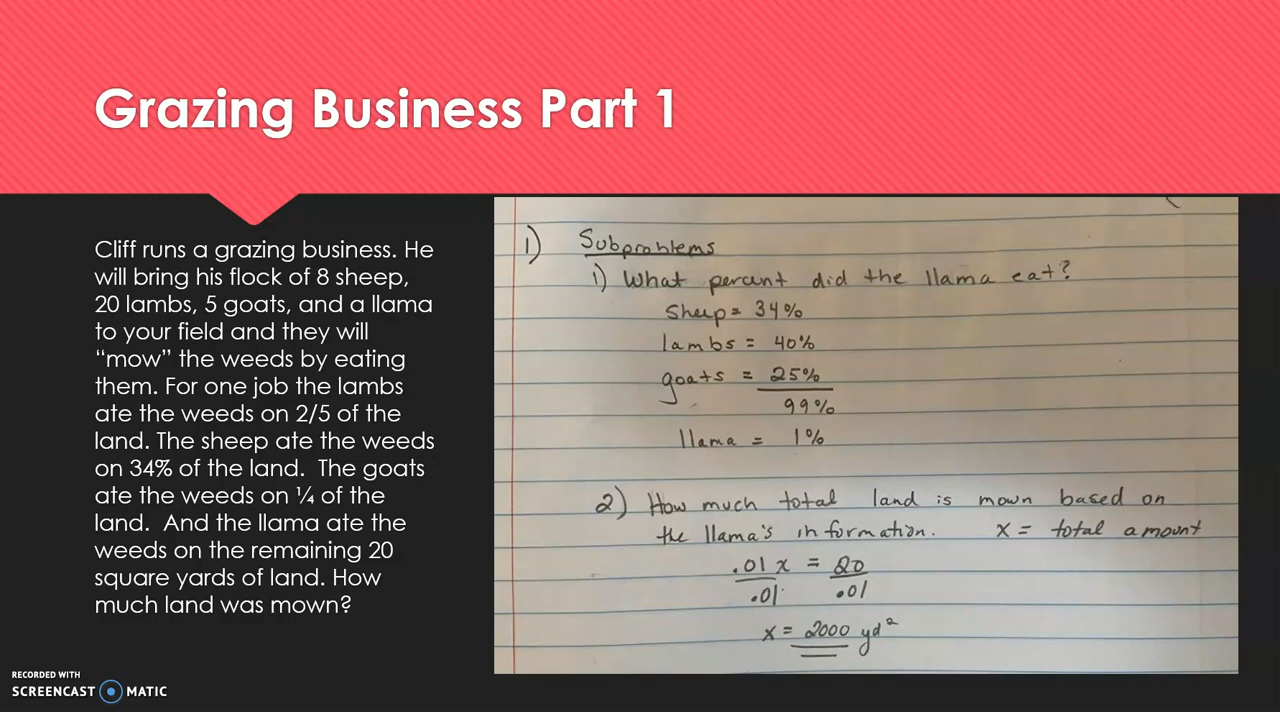 Grazing Business Part 1
Cliff runs a grazing business. He
will bring his flock of 8 sheep,
20 lambs, 5 goats, and a llama
to your field and they will
“mow” the weeds by eating
them. For one job the lambs
ate the weeds on 2/5 of the
land. The sheep ate the weeds
on 34% of the land.  The goats
ate the weeds on ¼ of the
land.  And the llama ate the
weeds on the remaining 20
square yards of land. How
much land was mown?
1) Subproblems
1) What percent did the llama eat?
Sheep = 34%
lambs = 40%
goats = 25%
99%
llama = 1%
2) How much total land is mown based on
the llama's information. x = total amount
.01x = 20
.01 .01
x = 2000 yd²
RECORDED WITH
SCREENCAST MATIC